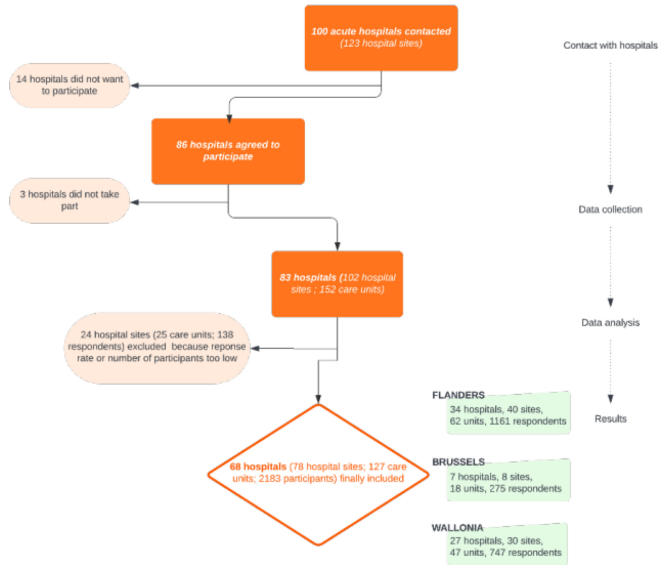 100 acute hospitals contacted
(123 hospital sites)
Contact with hospitals
14 hospitals did not want
to participate
86 hospitals agreed to
participate
3 hospitals did not take
part
Data collection
83 hospitals (102 hospital
sites ; 152 care units)
24 hospital sites (25 care units; 138
respondents) excluded because reponse
rate or number of participants too low
Data analysis
68 hospitals (78 hospital sites; 127 care
units; 2183 participants) finally included
FLANDERS
34 hospitals, 40 sites,
62 units, 1161 respondents
Results
BRUSSELS
7 hospitals, 8 sites,
18 units, 275 respondents
WALLONIA
27 hospitals, 30 sites,
47 units, 747 respondents